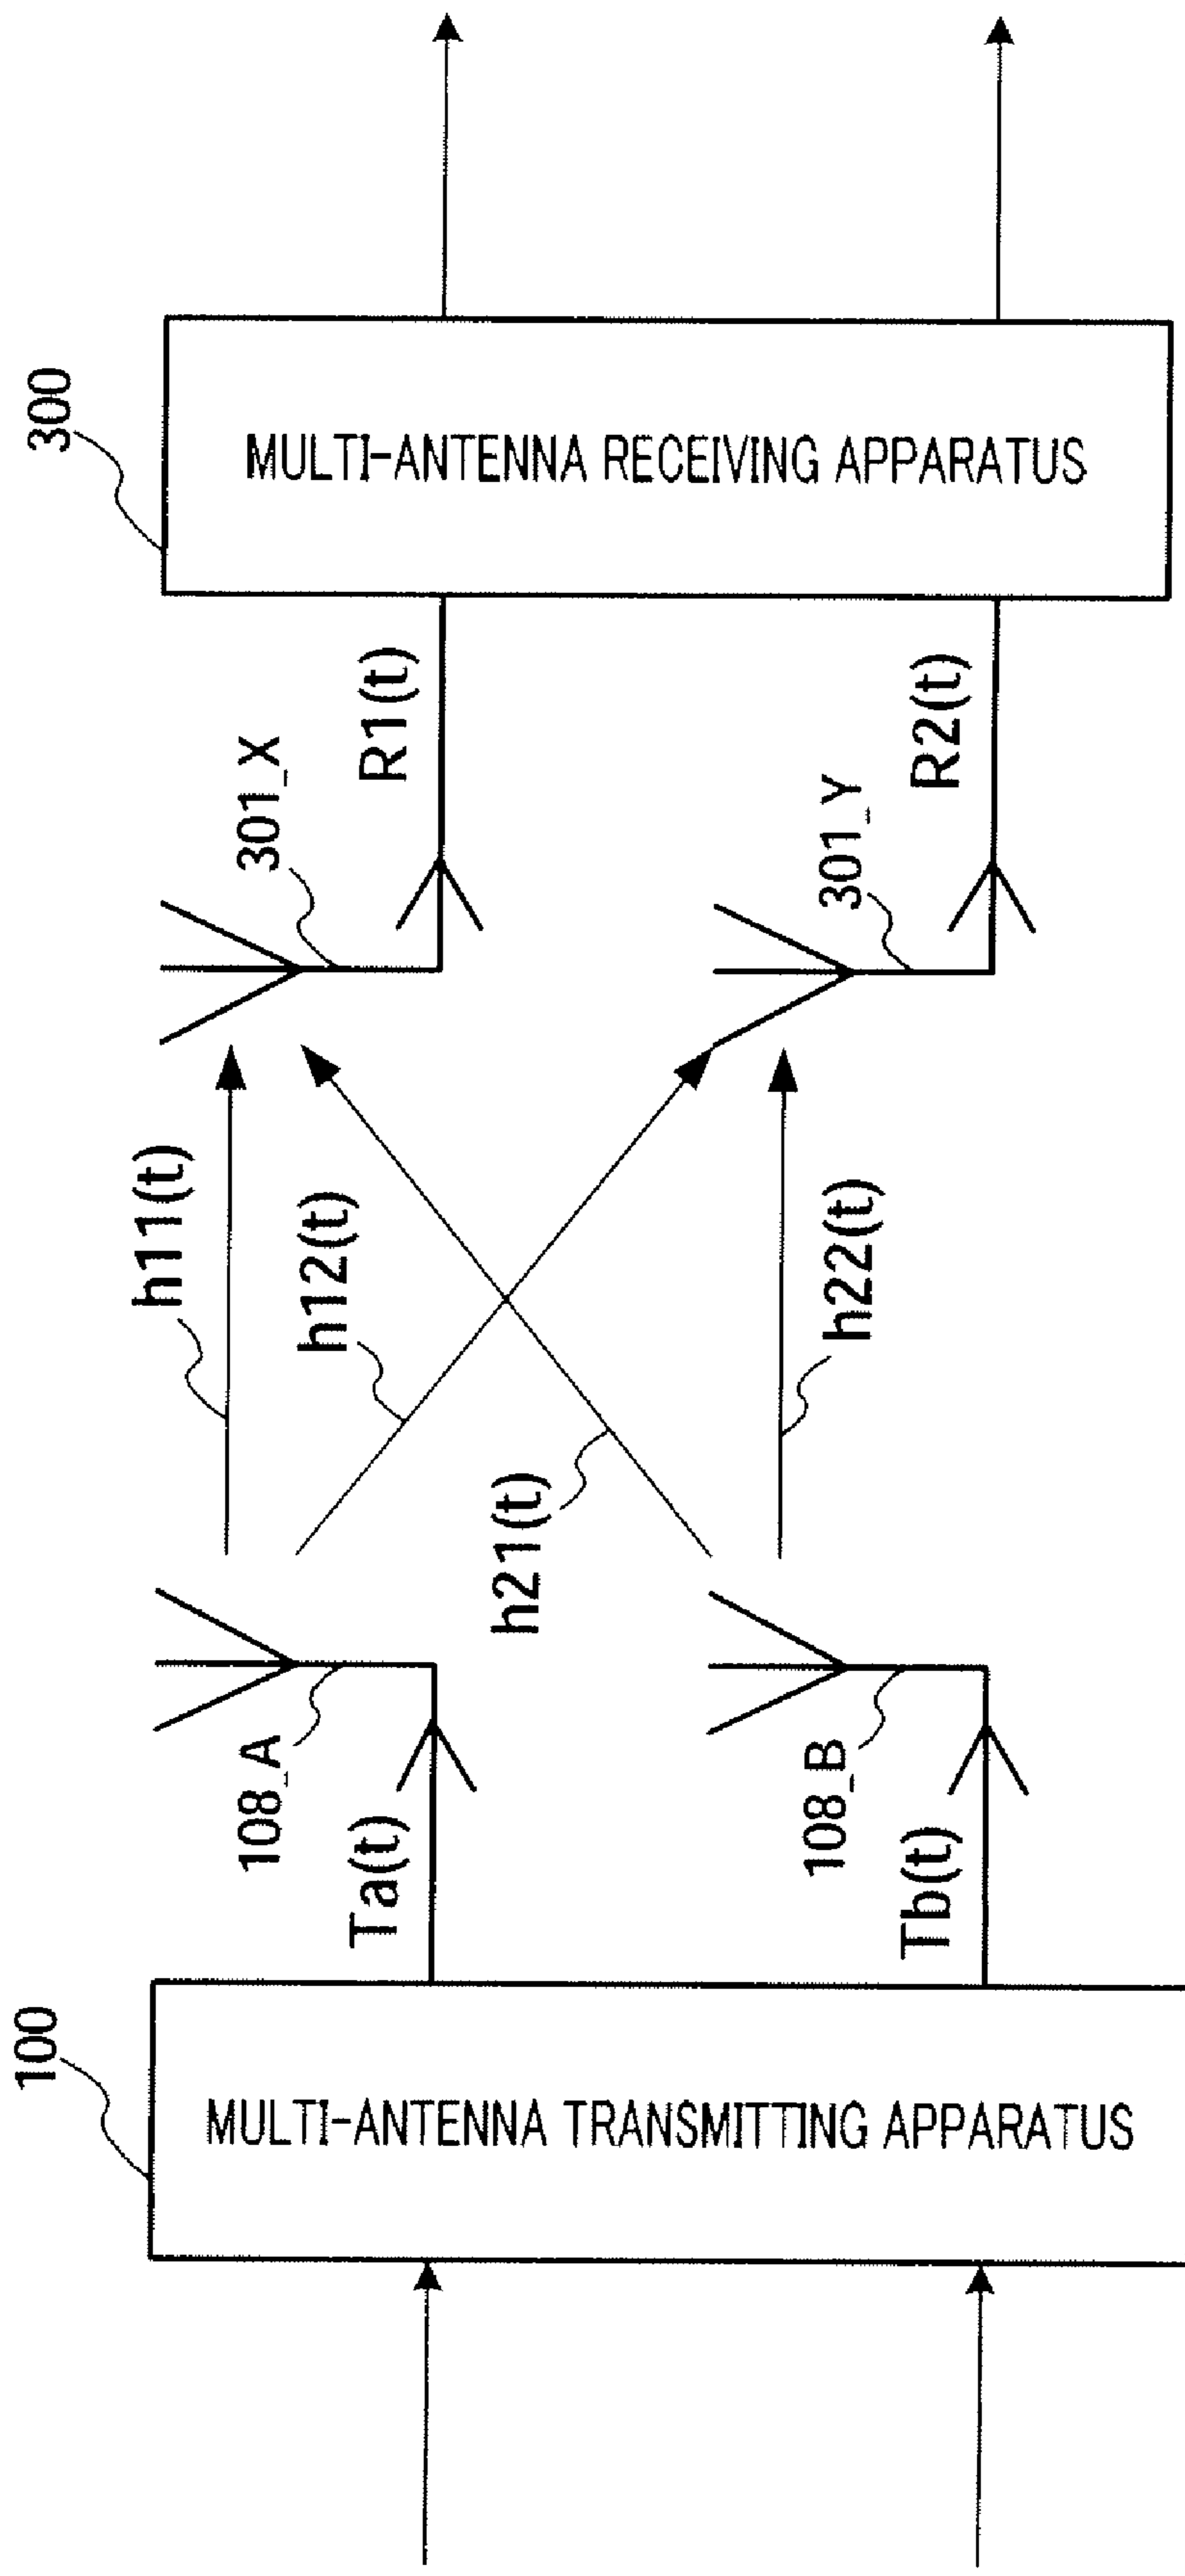 100
MULTI-ANTENNA TRANSMITTING APPARATUS
Ta(t)
108_A
Tb(t)
108_B
h11(t)
h12(t)
h21(t)
h22(t)
301_X
R1(t)
301_Y
R2(t)
300
MULTI-ANTENNA RECEIVING APPARATUS